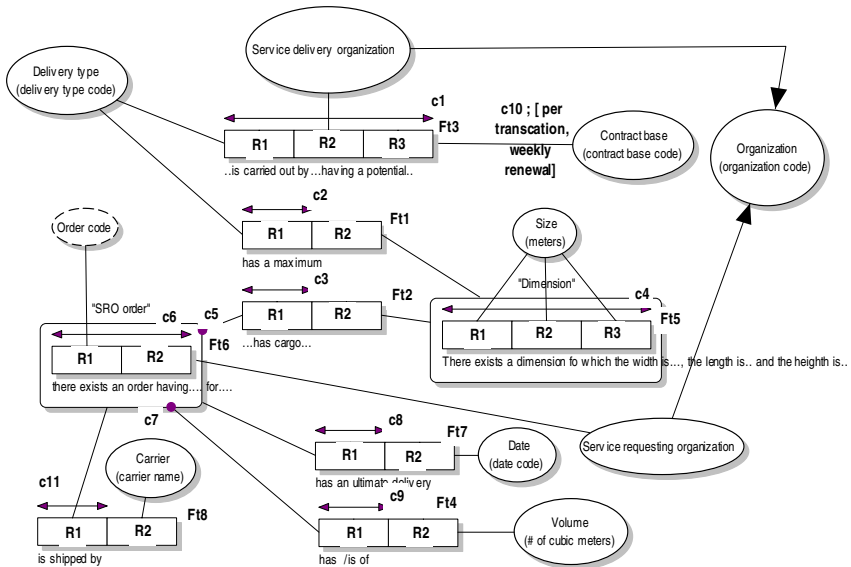 Service delivery organization
Delivery type
(delivery type code)
c1
c10 ; [ per
transcation,
weekly
renewal]
Ft3
R1 R2 R3
..is carried out by...having a potential..
Contract base
(contract base code)
Organization
(organization code)
c2
Ft1
R1 R2
has a maximum
Order code
Size
(meters)
c3
Ft2
R1 R2
...has cargo...
"Dimension"
c4
Ft5
R1 R2 R3
There exists a dimension fo which the width is..., the length is.. and the heighth is..
"SRO order"
c6
c5
Ft6
R1 R2
there exists an order having.... for....
c7
c8
Ft7
R1 R2
has an ultimate delivery
Date
(date code)
Service requesting organization
Carrier
(carrier name)
c11
Ft8
R1 R2
is shipped by
c9
Ft4
R1 R2
has /is of
Volume
(# of cubic meters)